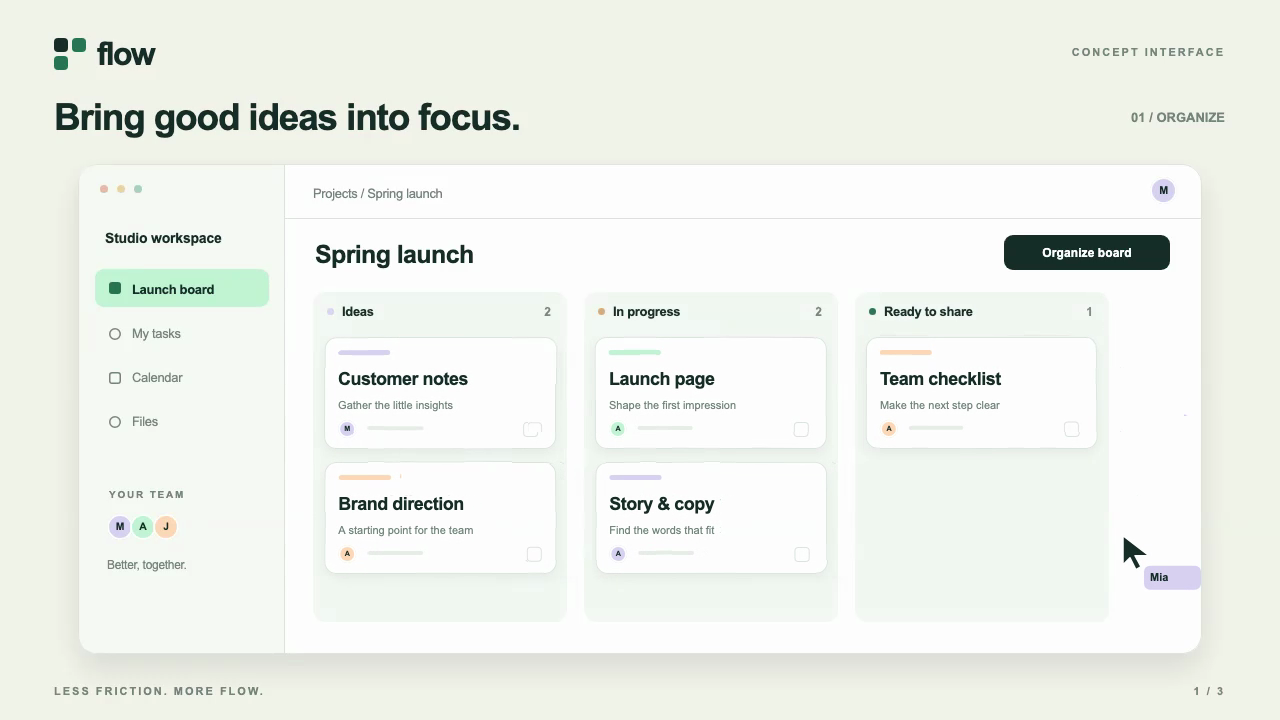 flow
CONCEPT INTERFACE
Bring good ideas into focus.
01 / ORGANIZE
Projects / Spring launch
M
Studio workspace
Launch board
My tasks
Calendar
Files
YOUR TEAM
M A J
Better, together.
Spring launch
Organize board
Ideas 2
Customer notes
Gather the little insights
M
Brand direction
A starting point for the team
A
In progress 2
Launch page
Shape the first impression
A
Story & copy
Find the words that fit
A
Ready to share 1
Team checklist
Make the next step clear
A
Mia
LESS FRICTION. MORE FLOW.
1 / 3